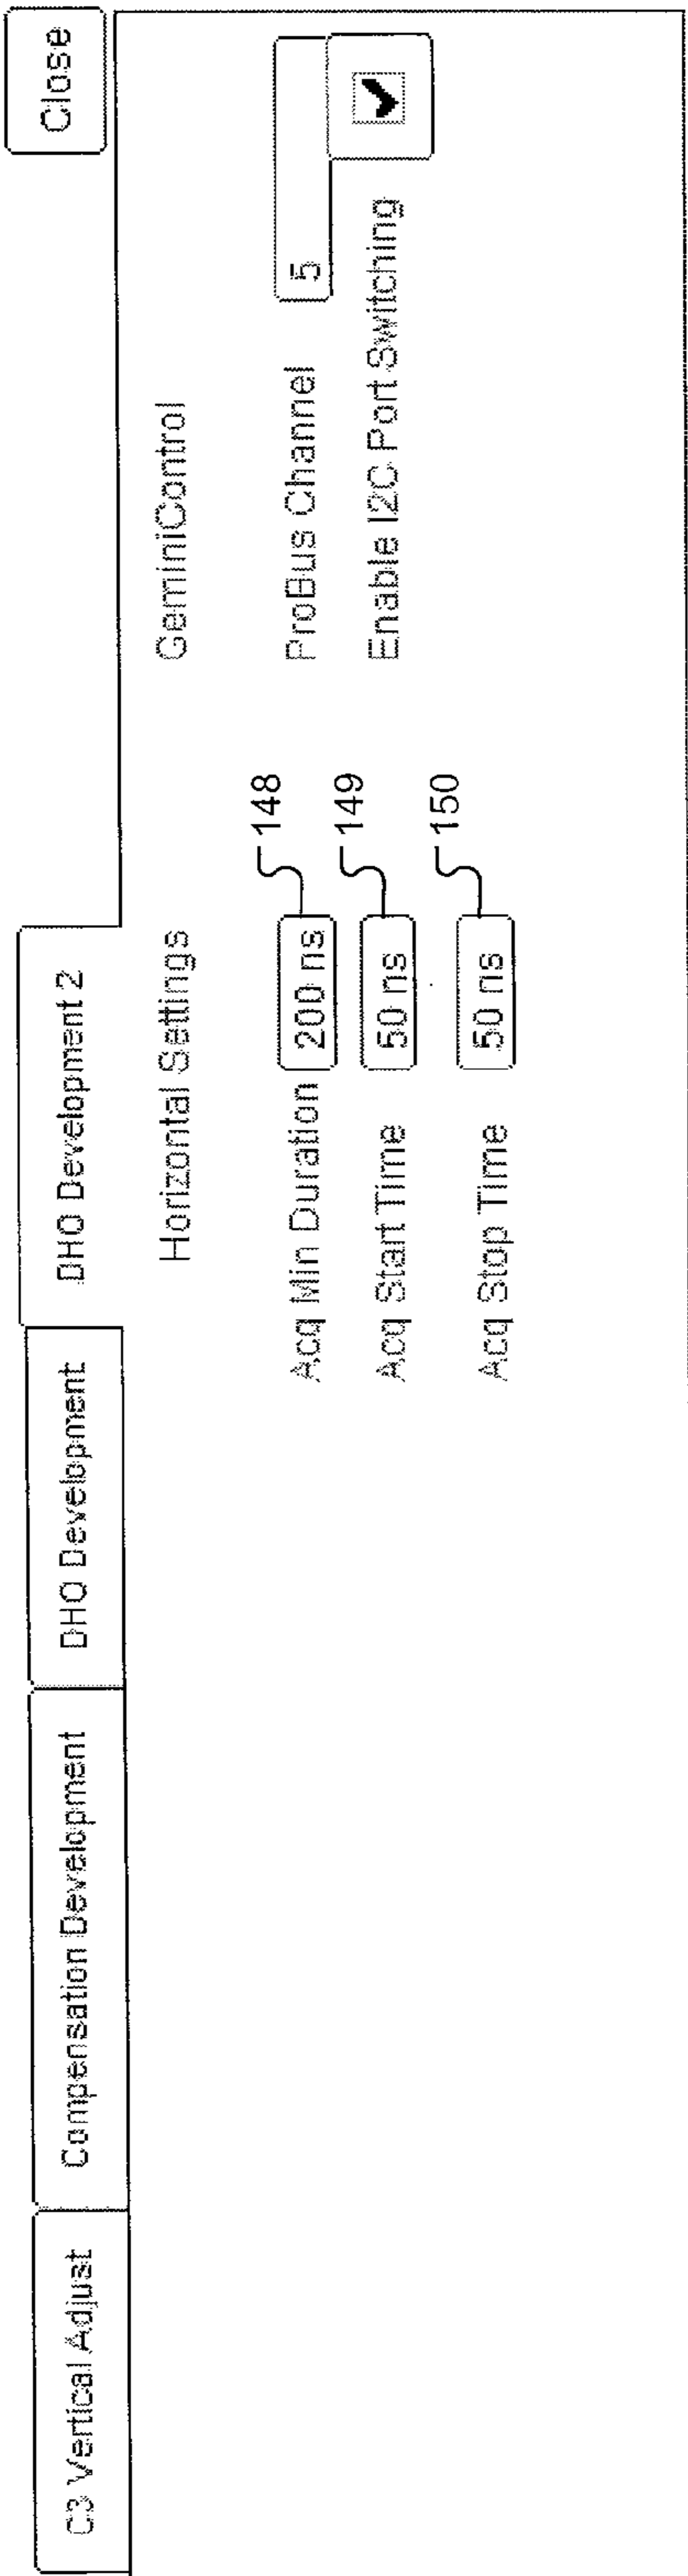 C3 Vertical Adjust
Compensation Development
DHO Development
DHO Development 2
Close
Horizontal Settings
Acq Min Duration 200 ns 148
Acq Start Time 50 ns 149
Acq Stop Time 50 ns 150
GeminiControl
ProBus Channel 5
Enable I2C Port Switching